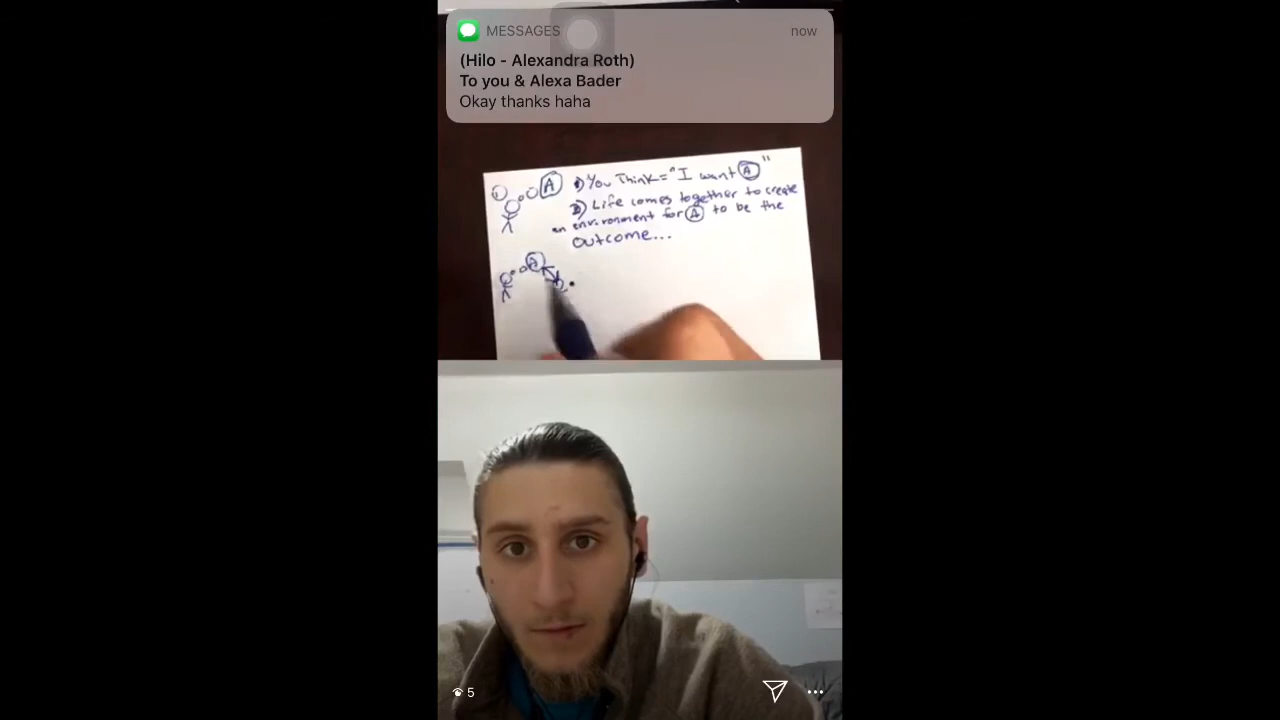 MESSAGES now
(Hilo - Alexandra Roth)
To you & Alexa Bader
Okay thanks haha
A 1) You Think = "I want A"
2) Life comes together to create
an environment for A to be the
outcome...
A
5